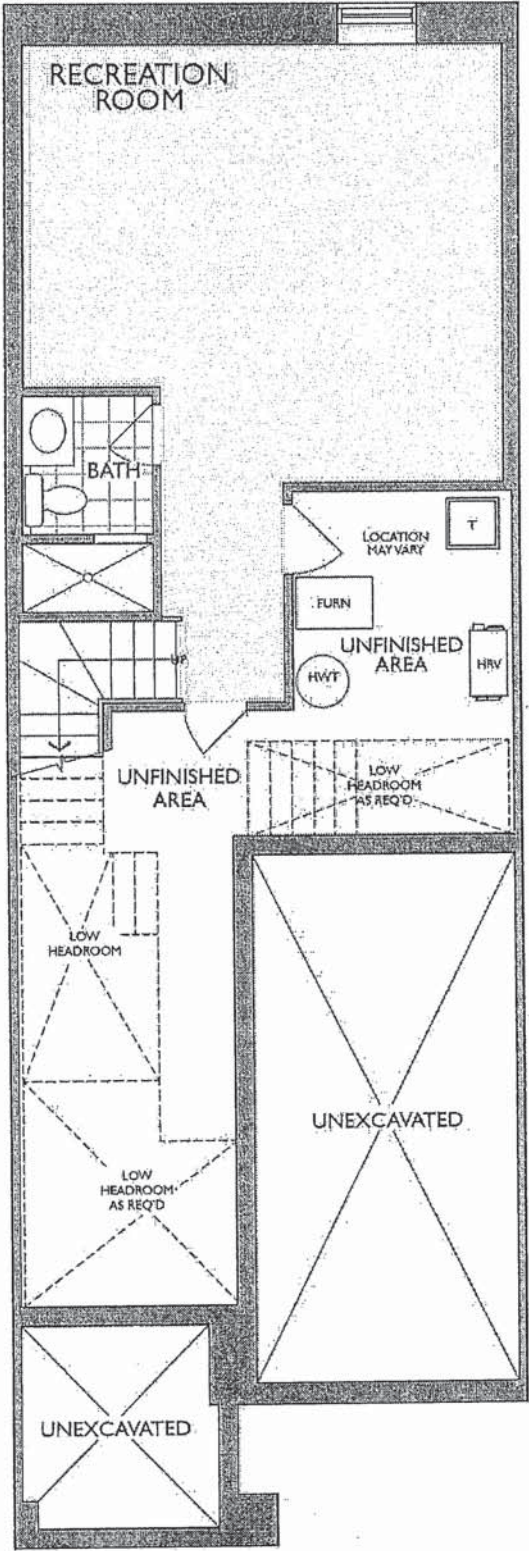 RECREATION
ROOM
BATH
LOCATION
MAY VARY
T
FURN
UNFINISHED
AREA
HRV
HWT
UP
UNFINISHED
AREA
LOW
HEADROOM
AS REQ'D
LOW
HEADROOM
UNEXCAVATED
LOW
HEADROOM
AS REQ'D
UNEXCAVATED